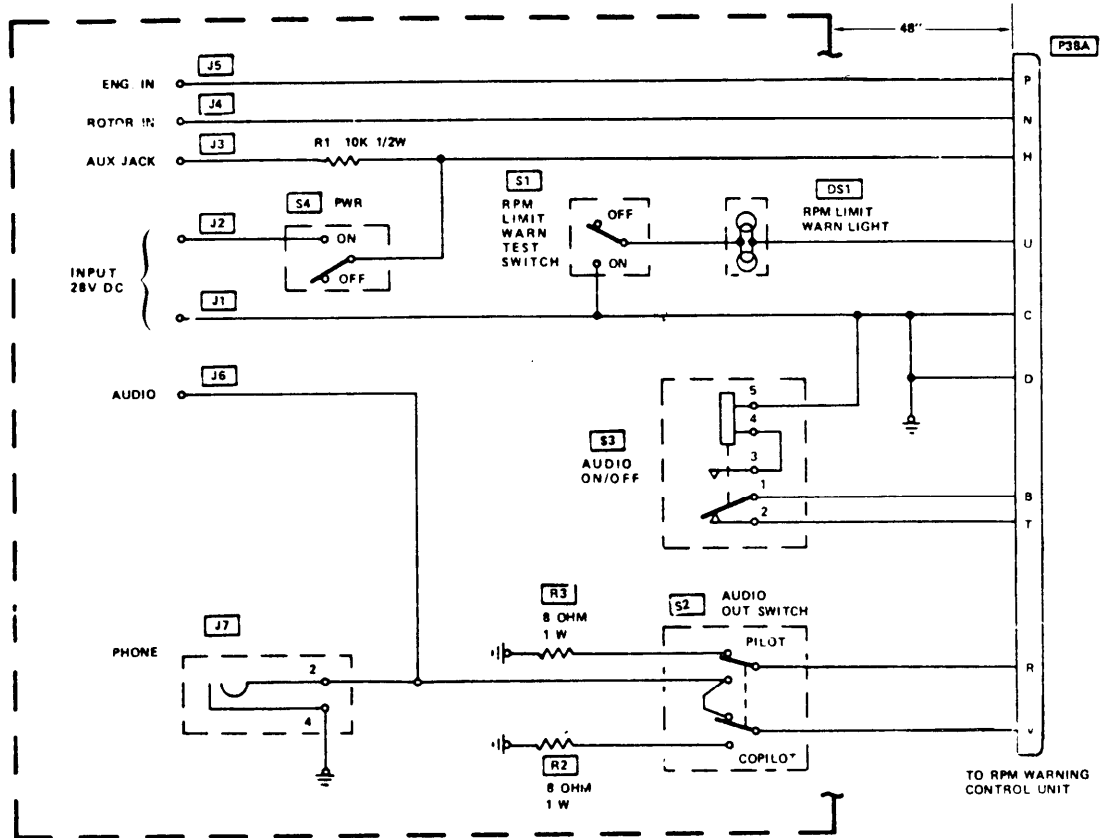 48"
P38A
J5
ENG. IN
P
J4
ROTOR IN
N
J3
AUX JACK
R1 10K 1/2W
H
S4 PWR
S1
RPM
LIMIT
WARN
TEST
SWITCH
OFF
ON
DS1
RPM LIMIT
WARN LIGHT
J2
ON
OFF
U
INPUT
28V DC
J1
C
J6
AUDIO
D
S3
AUDIO
ON/OFF
5
4
3
1
2
B
T
R3
8 OHM
1 W
S2
AUDIO
OUT SWITCH
PILOT
J7
PHONE
2
4
R
V
R2
8 OHM
1 W
COPILOT
TO RPM WARNING
CONTROL UNIT